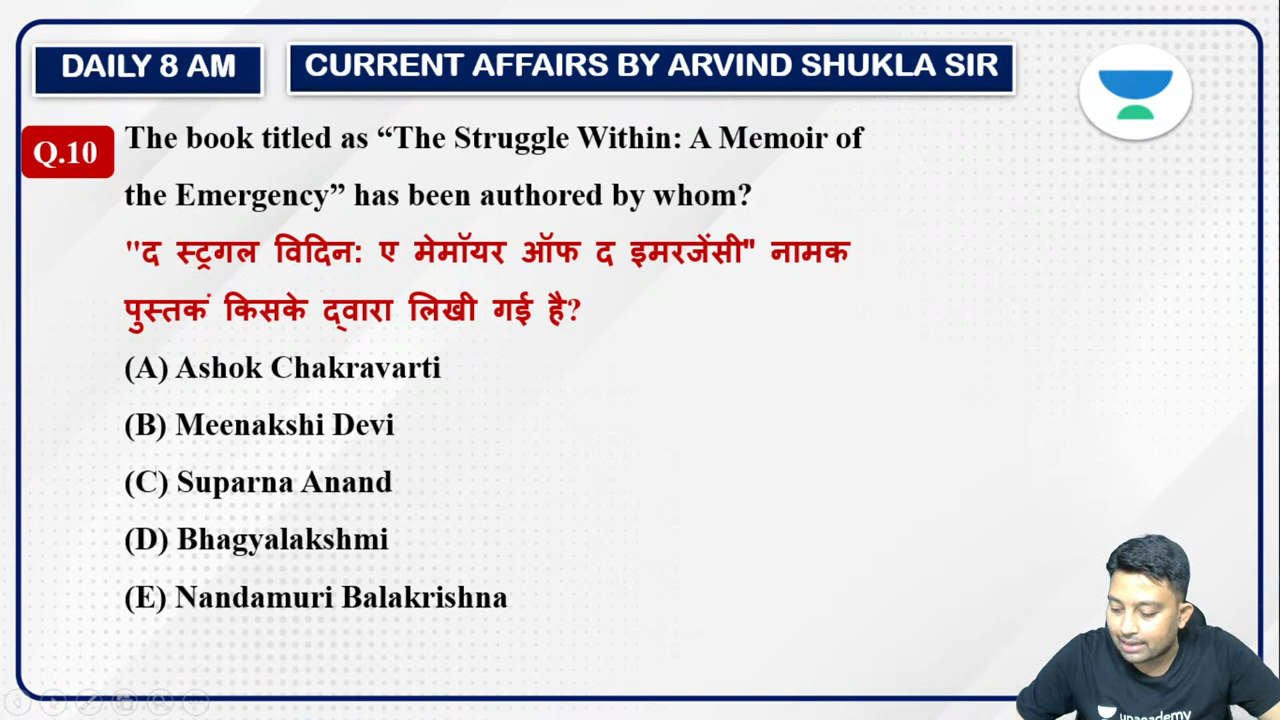 DAILY 8 AM
CURRENT AFFAIRS BY ARVIND SHUKLA SIR
Q.10
The book titled as “The Struggle Within: A Memoir of
the Emergency” has been authored by whom?
"द स्ट्रगल विदिन: ए मेमॉयर ऑफ द इमरजेंसी" नामक
पुस्तकं किसके द्वारा लिखी गई है?
(A) Ashok Chakravarti
(B) Meenakshi Devi
(C) Suparna Anand
(D) Bhagyalakshmi
(E) Nandamuri Balakrishna
unacademy